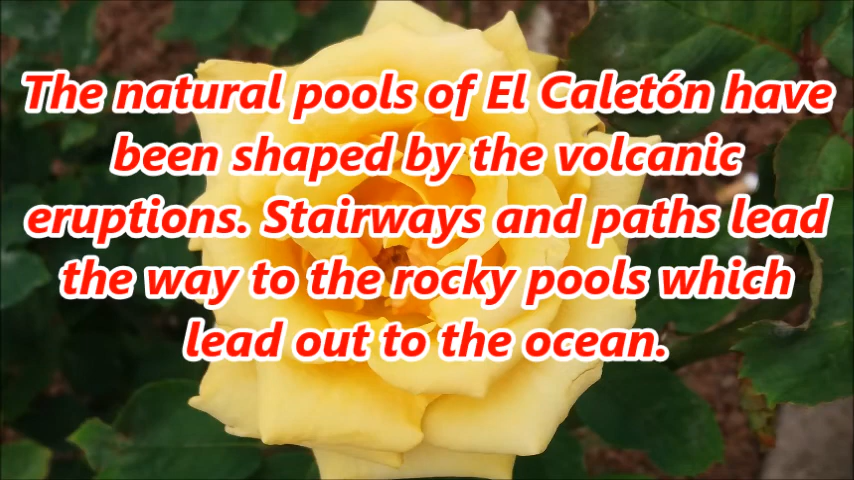 The natural pools of El Caletón have
been shaped by the volcanic
eruptions. Stairways and paths lead
the way to the rocky pools which
lead out to the ocean.